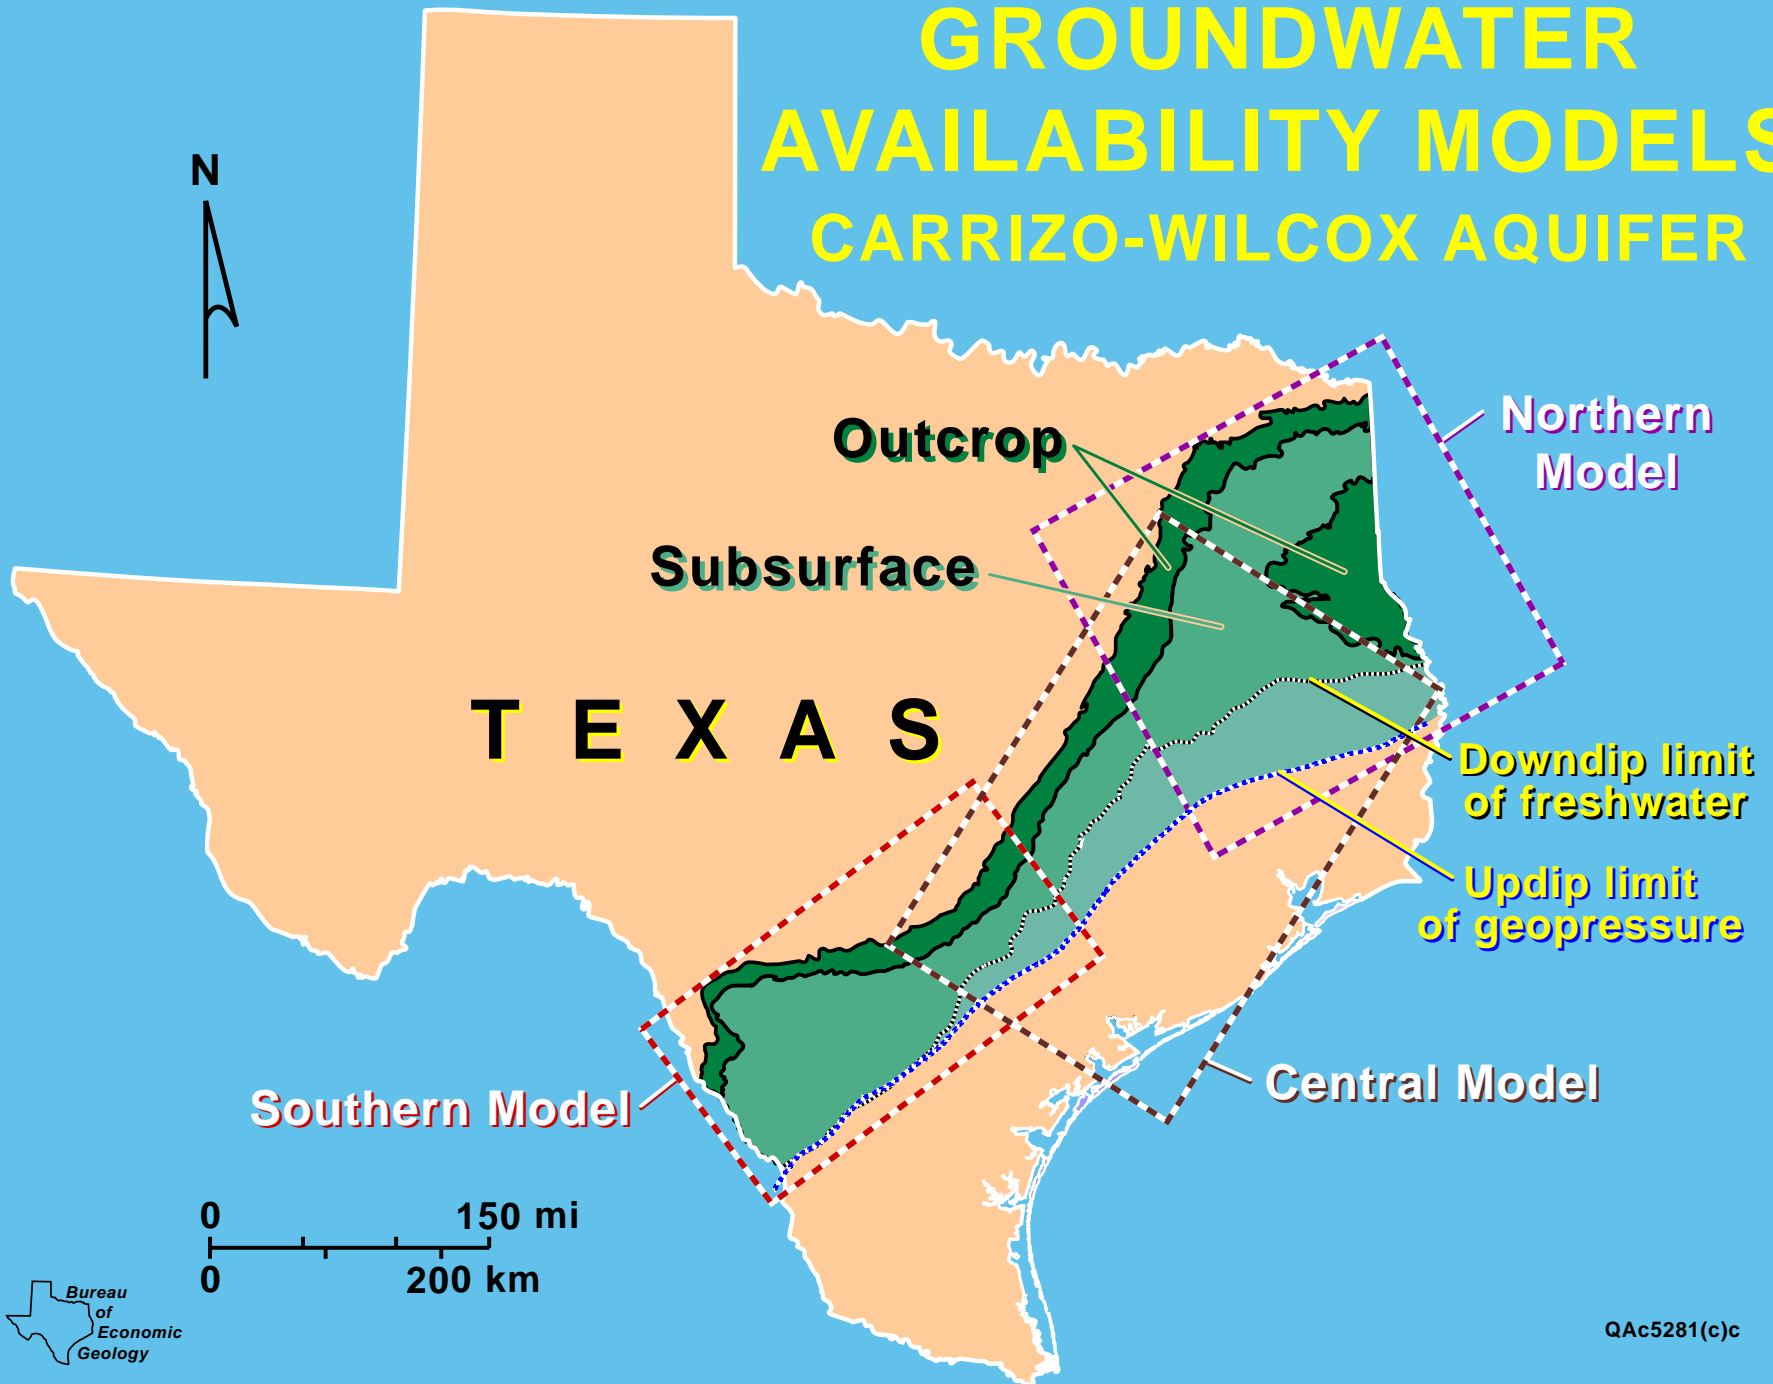 GROUNDWATER
AVAILABILITY MODELS
CARRIZO-WILCOX AQUIFER
N
Northern
Model
Outcrop
Subsurface
TEXAS
Downdip limit
of freshwater
Updip limit
of geopressure
Central Model
Southern Model
0 150 mi
0 200 km
Bureau
of
Economic
Geology
QAc5281(c)c